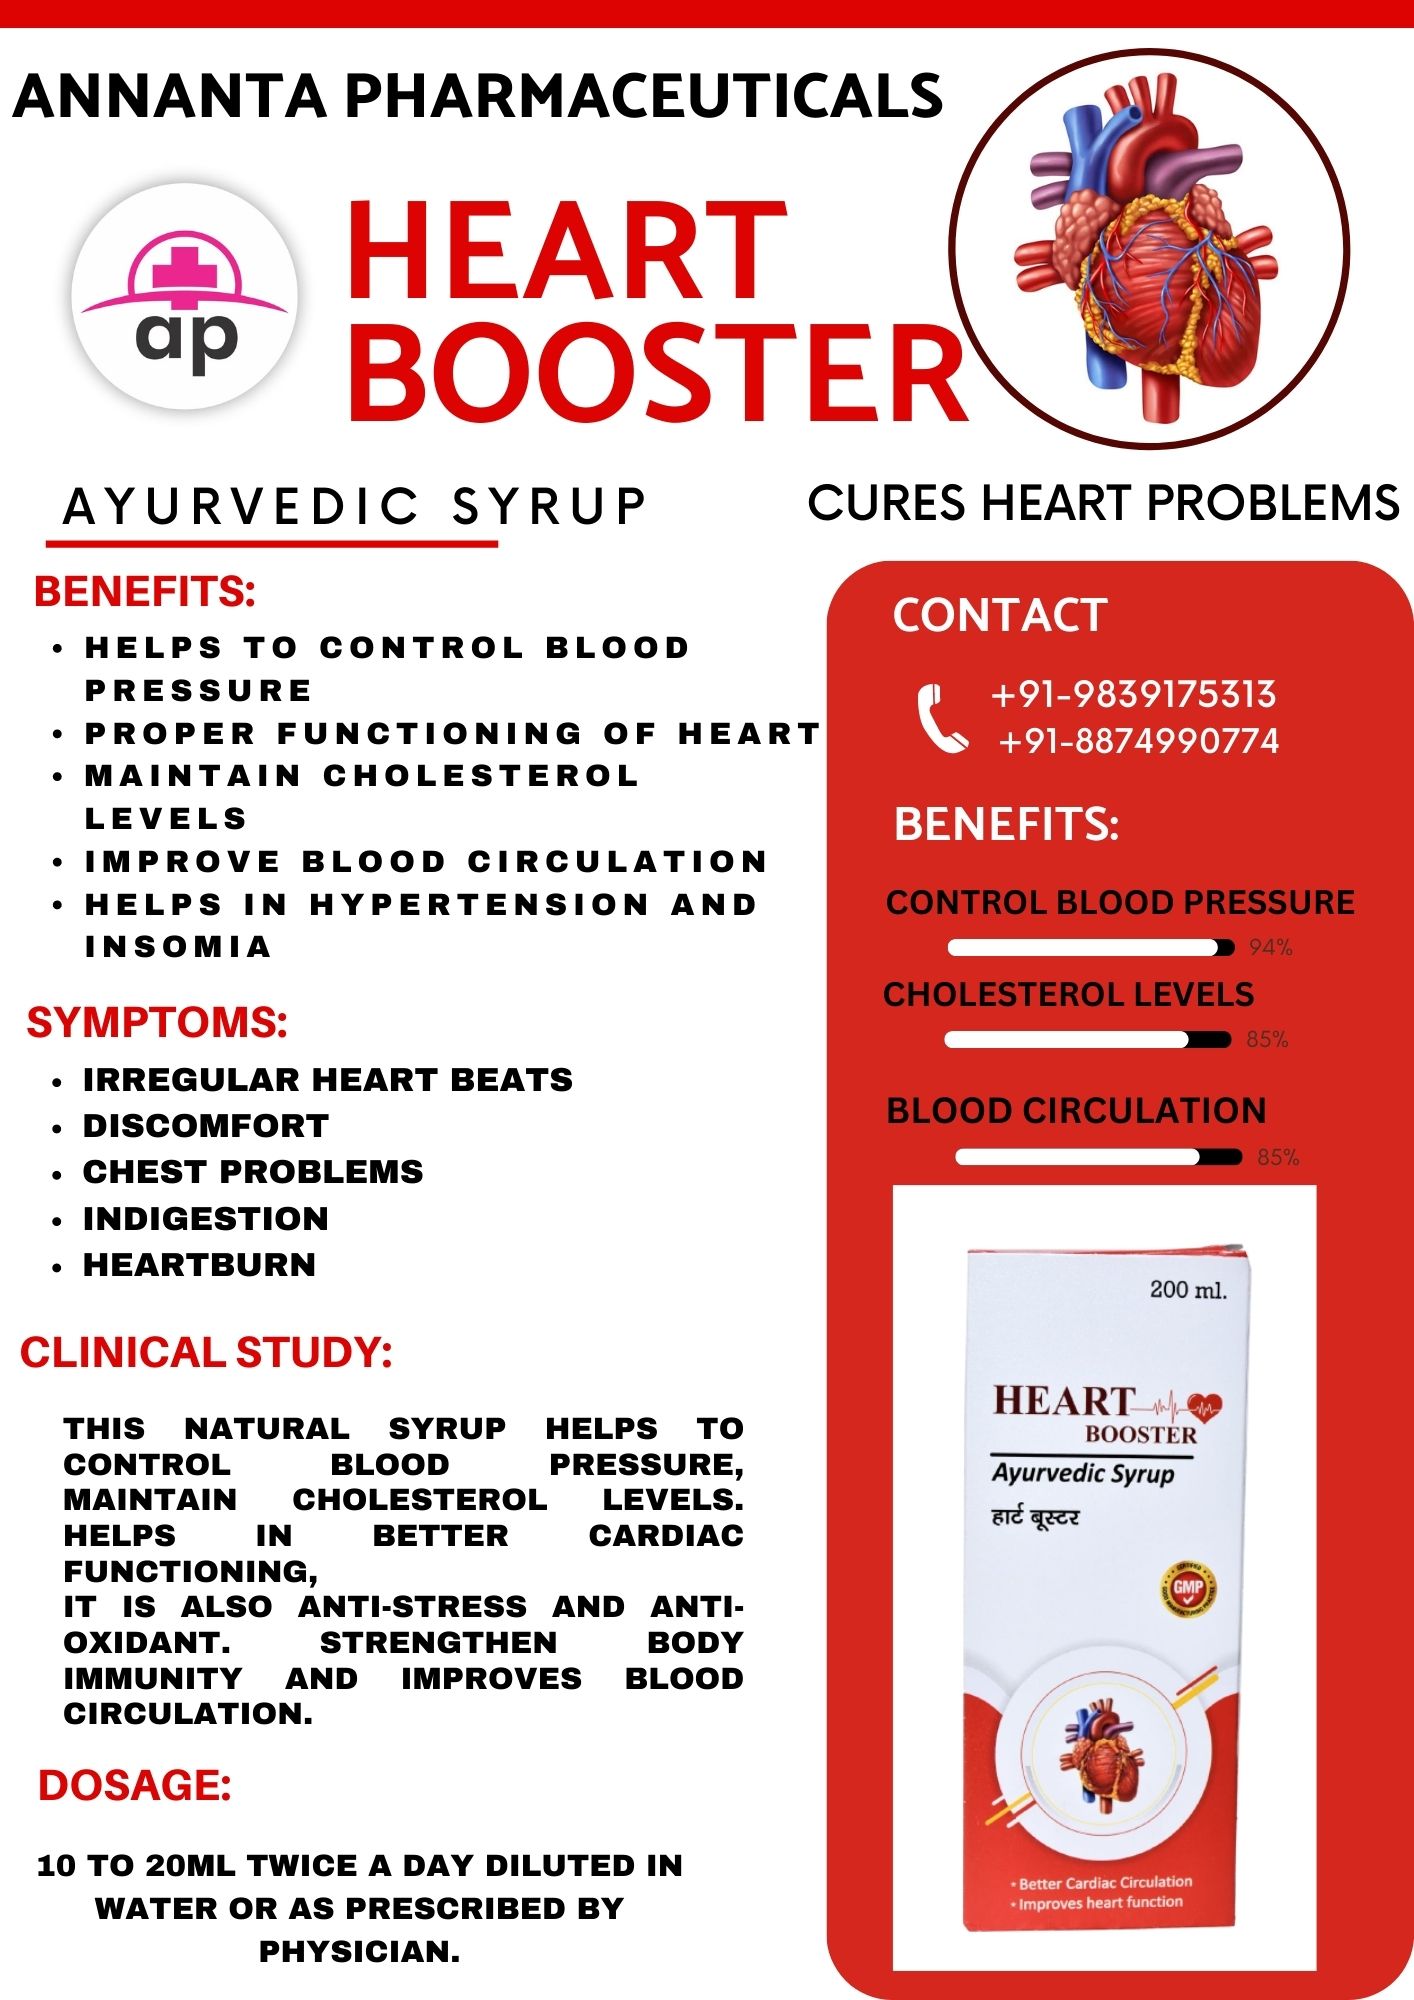 ANNANTA PHARMACEUTICALS
ap
HEART
BOOSTER
AYURVEDIC SYRUP
CURES HEART PROBLEMS
BENEFITS:
• HELPS TO CONTROL BLOOD
PRESSURE
• PROPER FUNCTIONING OF HEART
• MAINTAIN CHOLESTEROL
LEVELS
• IMPROVE BLOOD CIRCULATION
• HELPS IN HYPERTENSION AND
INSOMIA
SYMPTOMS:
• IRREGULAR HEART BEATS
• DISCOMFORT
• CHEST PROBLEMS
• INDIGESTION
• HEARTBURN
CLINICAL STUDY:
THIS NATURAL SYRUP HELPS TO
CONTROL BLOOD PRESSURE,
MAINTAIN CHOLESTEROL LEVELS.
HELPS IN BETTER CARDIAC
FUNCTIONING,
IT IS ALSO ANTI-STRESS AND ANTI-
OXIDANT. STRENGTHEN BODY
IMMUNITY AND IMPROVES BLOOD
CIRCULATION.
DOSAGE:
10 TO 20ML TWICE A DAY DILUTED IN
WATER OR AS PRESCRIBED BY
PHYSICIAN.
CONTACT
+91-9839175313
+91-8874990774
BENEFITS:
CONTROL BLOOD PRESSURE
94%
CHOLESTEROL LEVELS
85%
BLOOD CIRCULATION
85%
200 ml.
HEART
BOOSTER
Ayurvedic Syrup
हार्ट बूस्टर
CERTIFIED
GMP
GOOD MANUFACTURING PRACTICE
* Better Cardiac Circulation
* Improves heart function